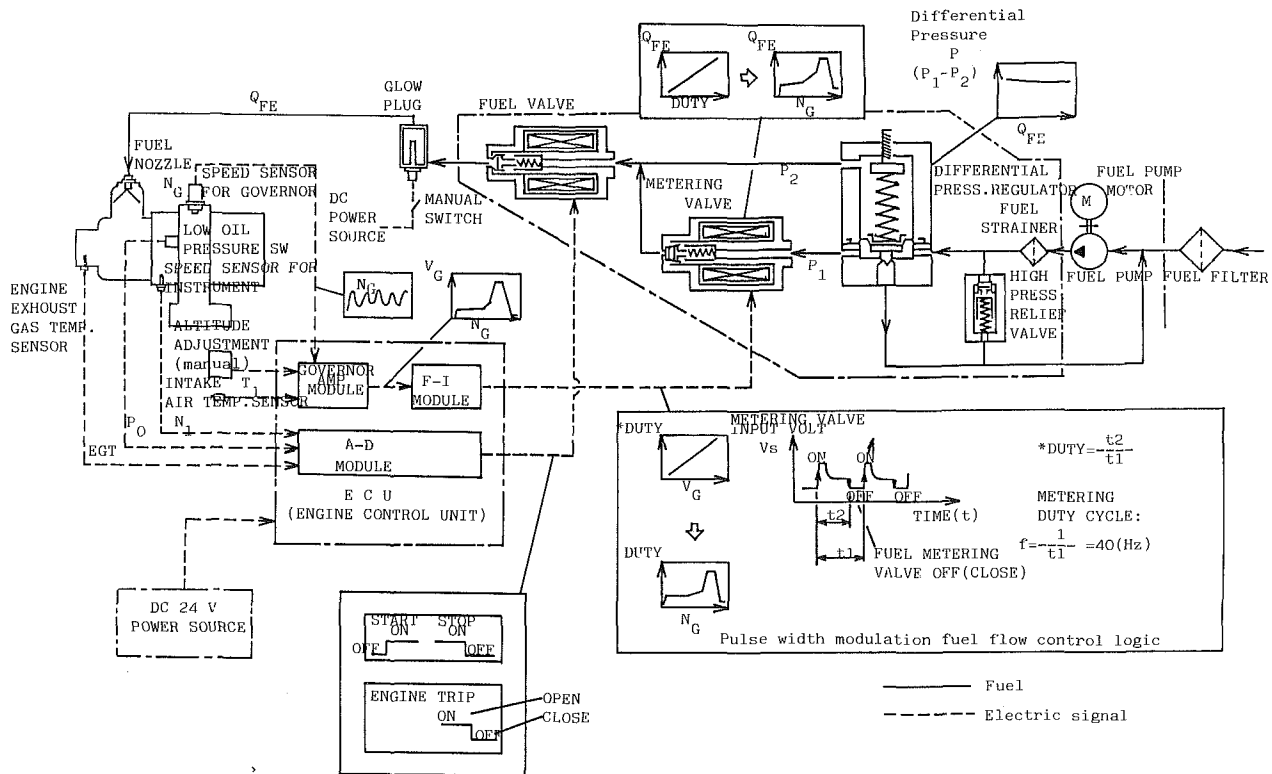 Differential
Pressure
P
(P1-P2)
QFE
QFE
DUTY
NG
QFE
QFE
GLOW
PLUG
FUEL VALVE
FUEL
NOZZLE
NG
SPEED SENSOR
FOR GOVERNOR
DC
POWER
SOURCE
MANUAL
SWITCH
METERING
VALVE
P2
P1
DIFFERENTIAL
PRESS.REGULATOR
FUEL
STRAINER
FUEL PUMP
MOTOR
M
FUEL PUMP
FUEL FILTER
HIGH
PRESS
RELIEF
VALVE
LOW OIL
PRESSURE SW
SPEED SENSOR FOR
INSTRUMENT
ENGINE
EXHAUST
GAS TEMP.
SENSOR
NG
VG
NG
ALTITUDE
ADJUSTMENT
(manual)
INTAKE T1
AIR TEMP.SENSOR
GOVERNOR
AMP
MODULE
F-I
MODULE
P0
N1
EGT
A-D
MODULE
E C U
(ENGINE CONTROL UNIT)
DC 24 V
POWER SOURCE
START STOP
ON ON
OFF OFF
ENGINE TRIP
ON
OFF
OPEN
CLOSE
*DUTY
VG
DUTY
NG
METERING VALVE
INPUT VOLT
Vs
ON ON
OFF OFF
t2
TIME(t)
t1
FUEL METERING
VALVE OFF(CLOSE)
*DUTY=t2/t1
METERING
DUTY CYCLE:
f=1/t1 =40(Hz)
Pulse width modulation fuel flow control logic
Fuel
Electric signal